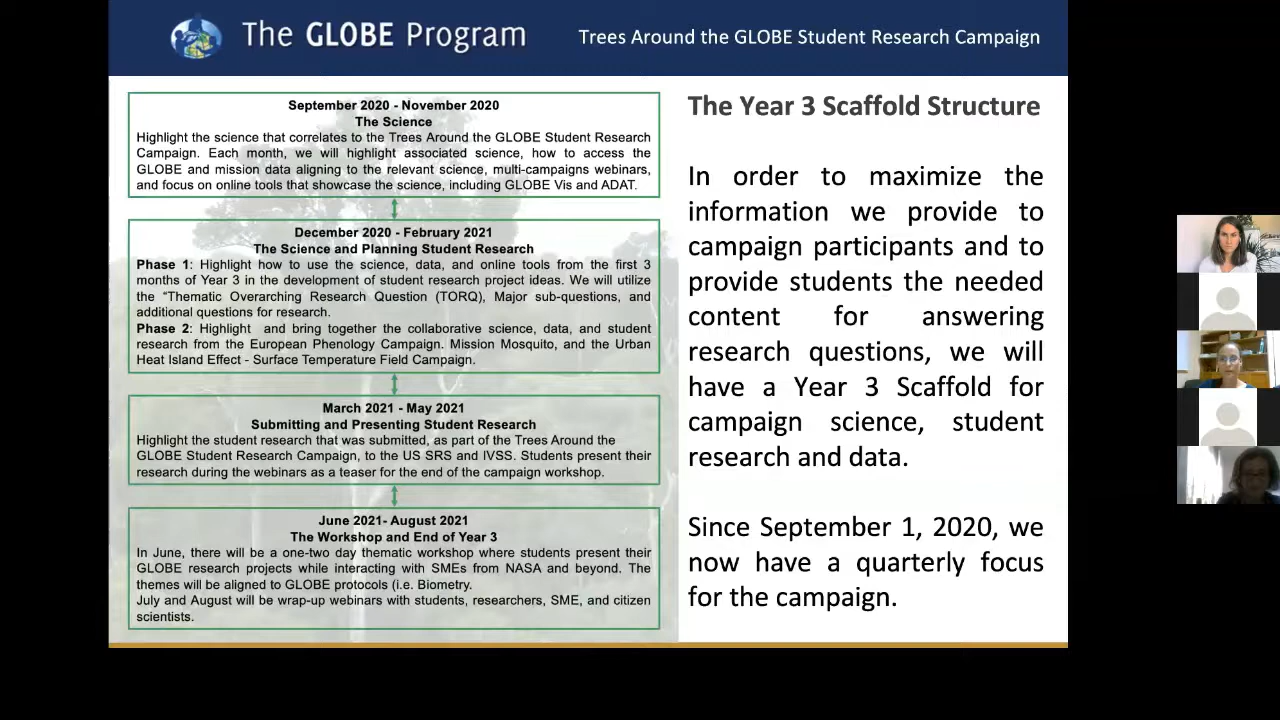 The GLOBE Program
Trees Around the GLOBE Student Research Campaign
September 2020 - November 2020
The Science
Highlight the science that correlates to the Trees Around the GLOBE Student Research
Campaign. Each month, we will highlight associated science, how to access the
GLOBE and mission data aligning to the relevant science, multi-campaigns webinars,
and focus on online tools that showcase the science, including GLOBE Vis and ADAT.
December 2020 - February 2021
The Science and Planning Student Research
Phase 1: Highlight how to use the science, data, and online tools from the first 3
months of Year 3 in the development of student research project ideas. We will utilize
the “Thematic Overarching Research Question (TORQ), Major sub-questions, and
additional questions for research.
Phase 2: Highlight and bring together the collaborative science, data, and student
research from the European Phenology Campaign. Mission Mosquito, and the Urban
Heat Island Effect - Surface Temperature Field Campaign.
March 2021 - May 2021
Submitting and Presenting Student Research
Highlight the student research that was submitted, as part of the Trees Around the
GLOBE Student Research Campaign, to the US SRS and IVSS. Students present their
research during the webinars as a teaser for the end of the campaign workshop.
June 2021- August 2021
The Workshop and End of Year 3
In June, there will be a one-two day thematic workshop where students present their
GLOBE research projects while interacting with SMEs from NASA and beyond. The
themes will be aligned to GLOBE protocols (i.e. Biometry.
July and August will be wrap-up webinars with students, researchers, SME, and citizen
scientists.
The Year 3 Scaffold Structure
In order to maximize the
information we provide to
campaign participants and to
provide students the needed
content for answering
research questions, we will
have a Year 3 Scaffold for
campaign science, student
research and data.
Since September 1, 2020, we
now have a quarterly focus
for the campaign.